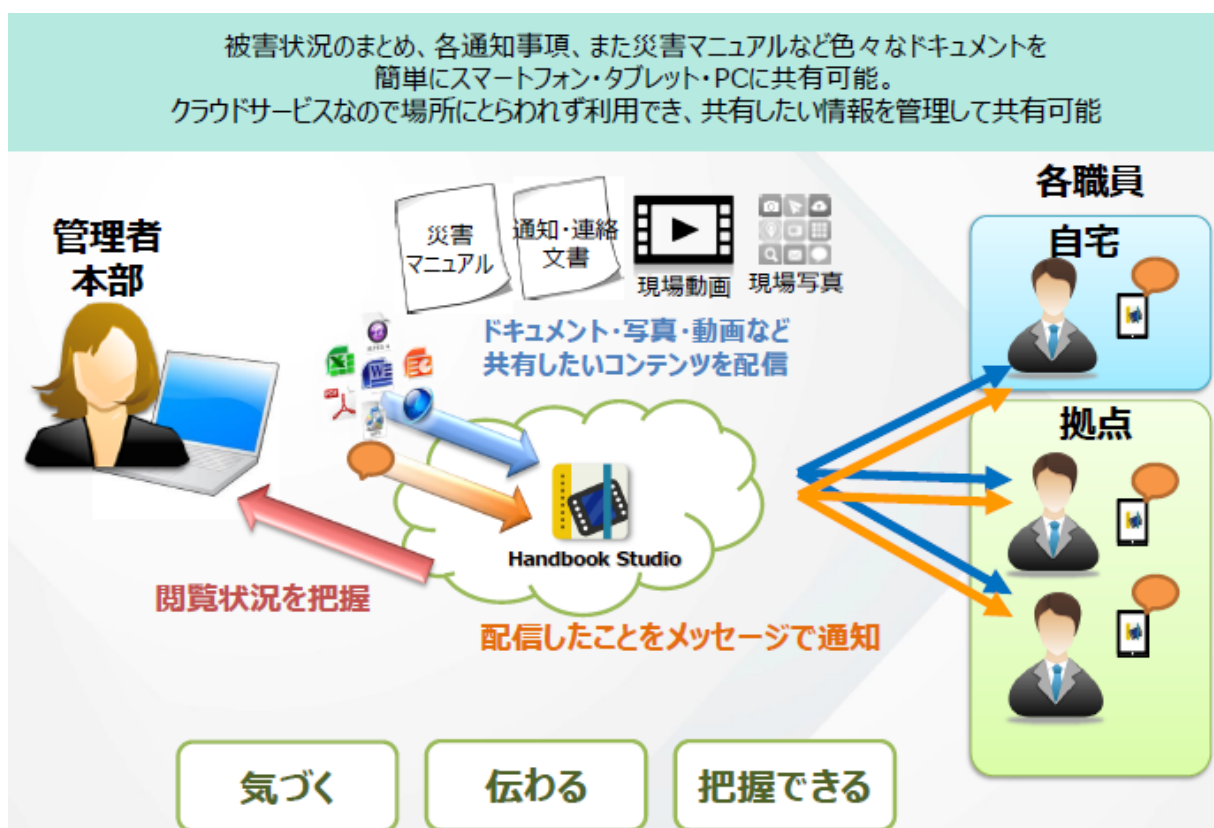 被害状況のまとめ、各通知事項、また災害マニュアルなど色々なドキュメントを
簡単にスマートフォン・タブレット・PCに共有可能。
クラウドサービスなので場所にとらわれず利用でき、共有したい情報を管理して共有可能
管理者
本部
災害
マニュアル
通知・連絡
文書
現場動画
現場写真
ドキュメント・写真・動画など
共有したいコンテンツを配信
Handbook Studio
閲覧状況を把握
配信したことをメッセージで通知
各職員
自宅
拠点
気づく
伝わる
把握できる